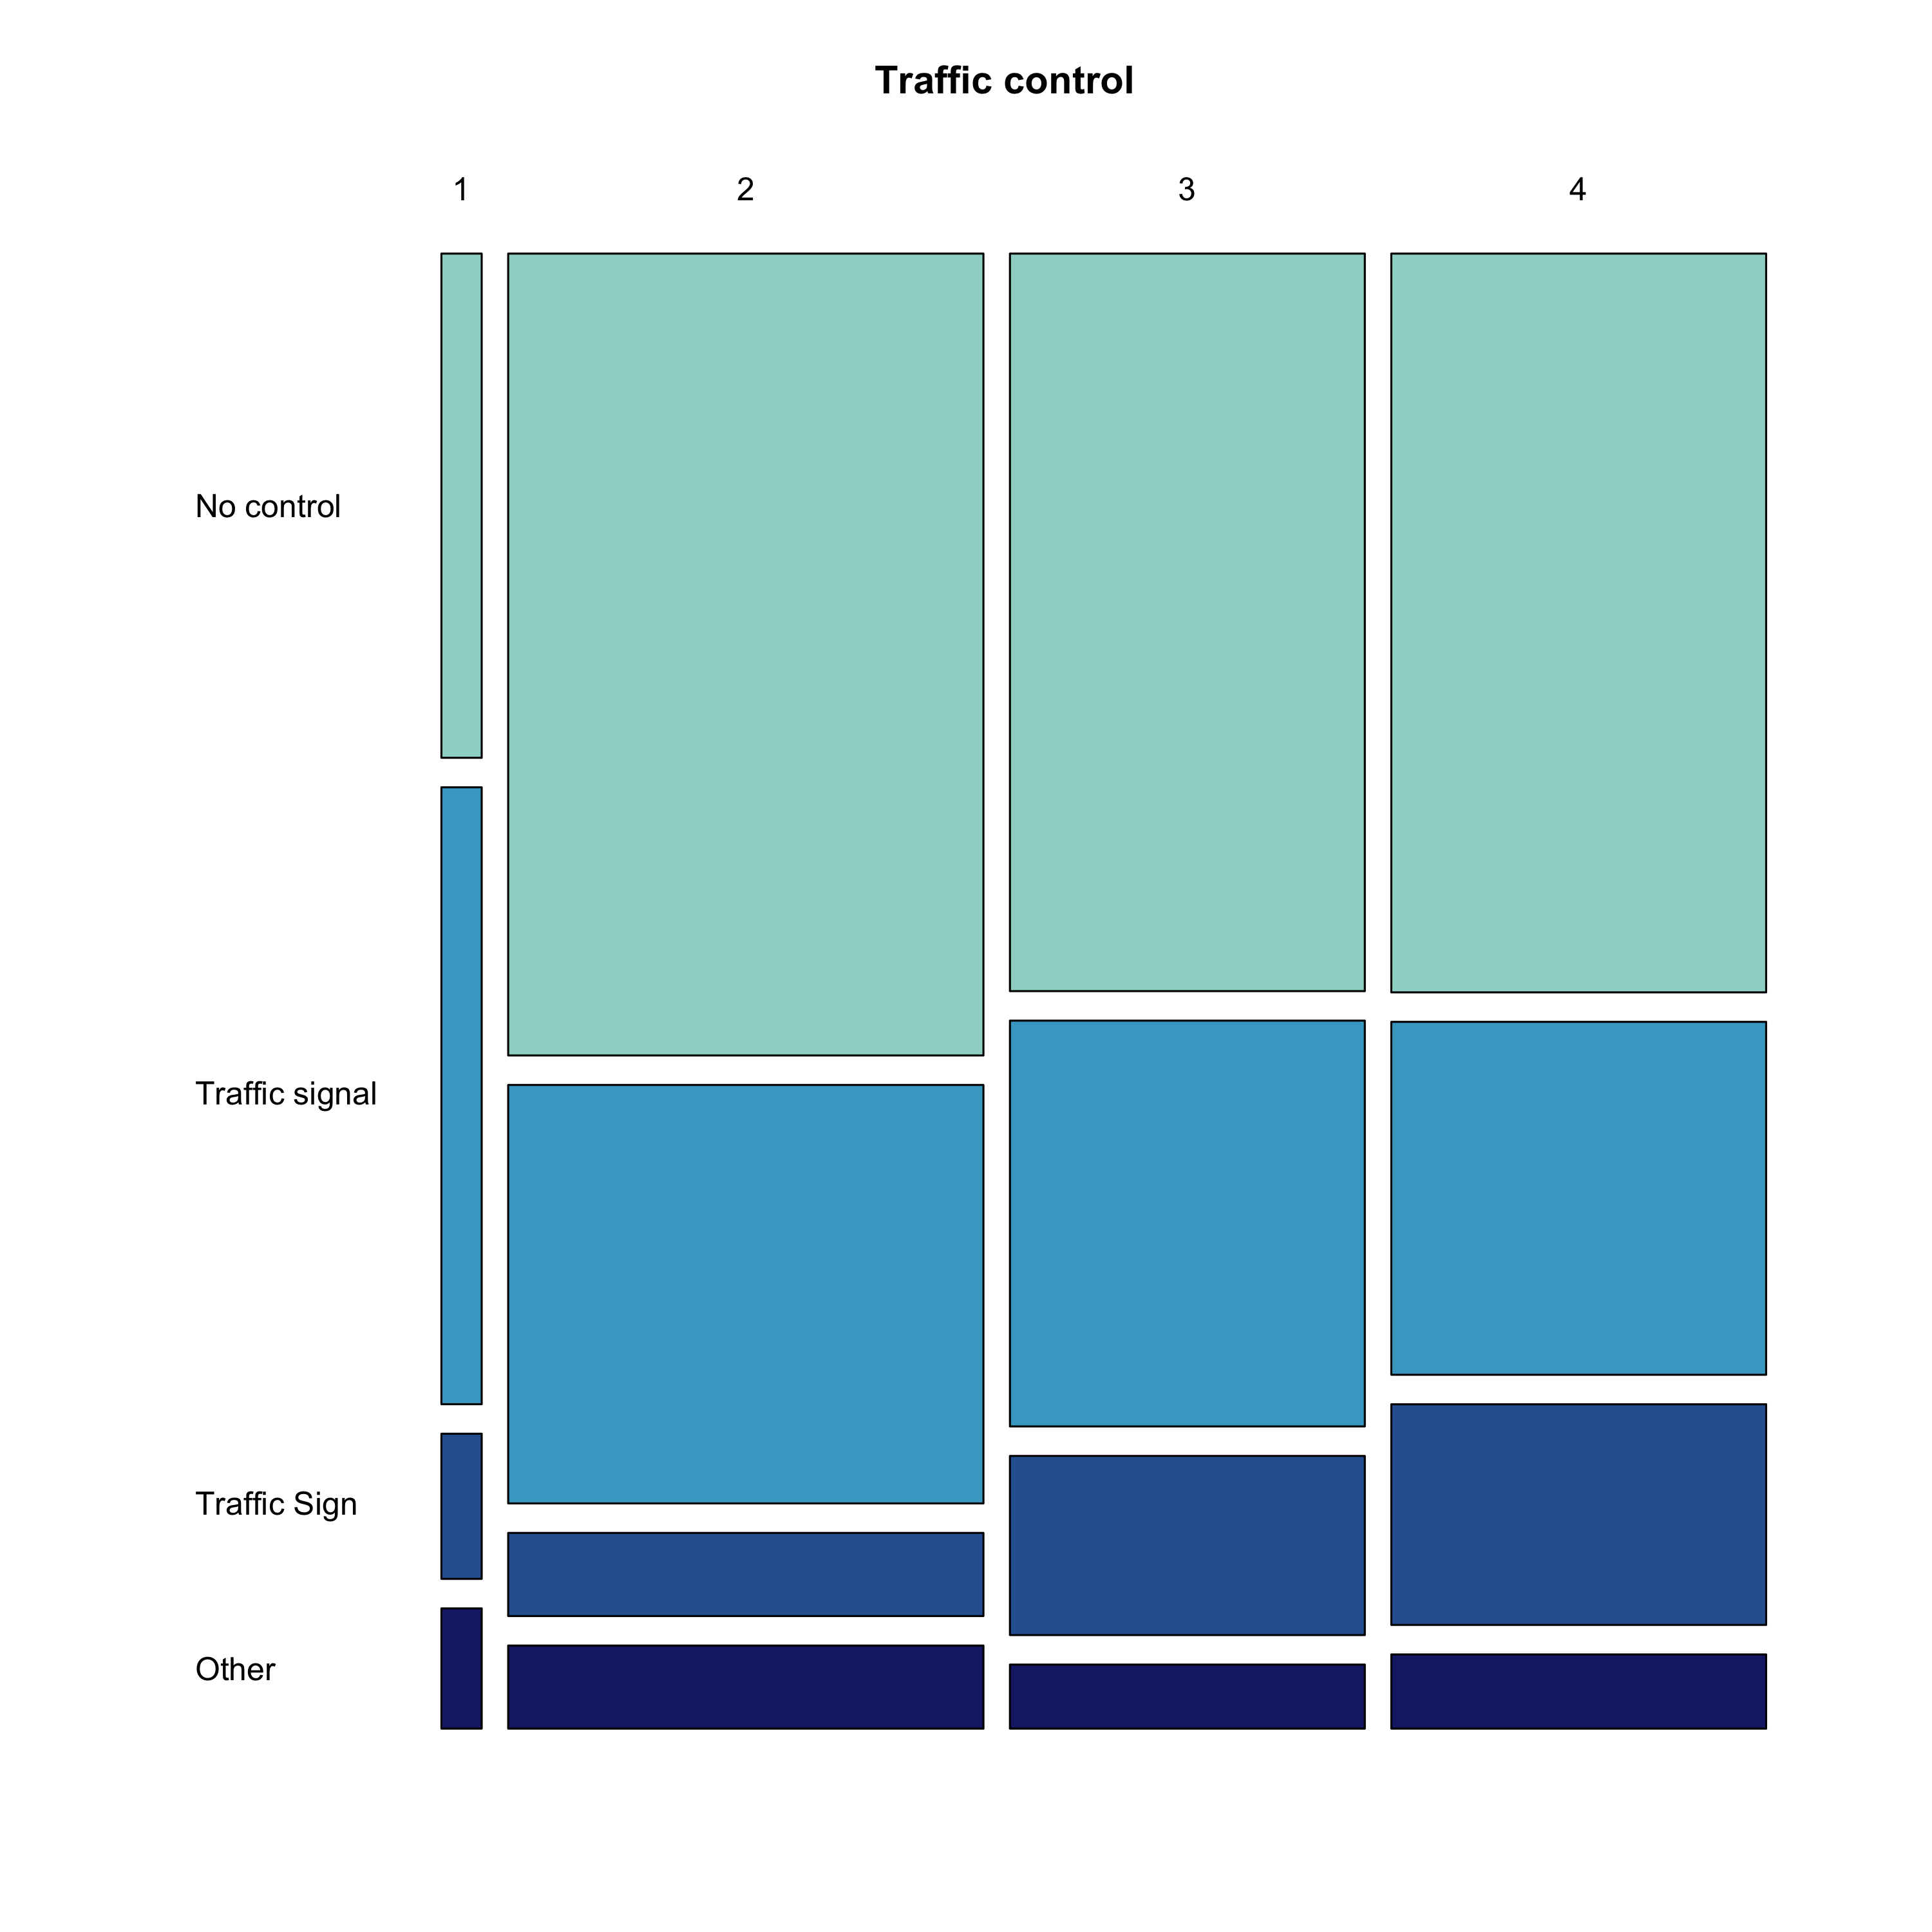 Traffic control
1 2 3 4
No control
Traffic signal
Traffic Sign
Other